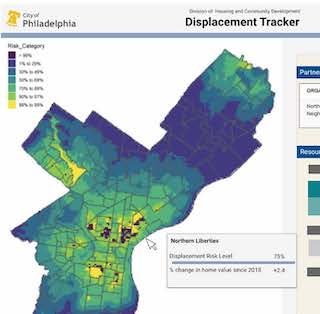 City of
Philadelphia
Division of Housing and Community Development
Displacement Tracker
Risk_Category
1% to 29%
30% to 49%
50% to 69%
70% to 89%
90% to 97%
98% to 99%
Partne
ORGA
North
Neigh
Resour
Northern Liberties
Displacement Risk Level 75%
% change in home value since 2018 +2.4